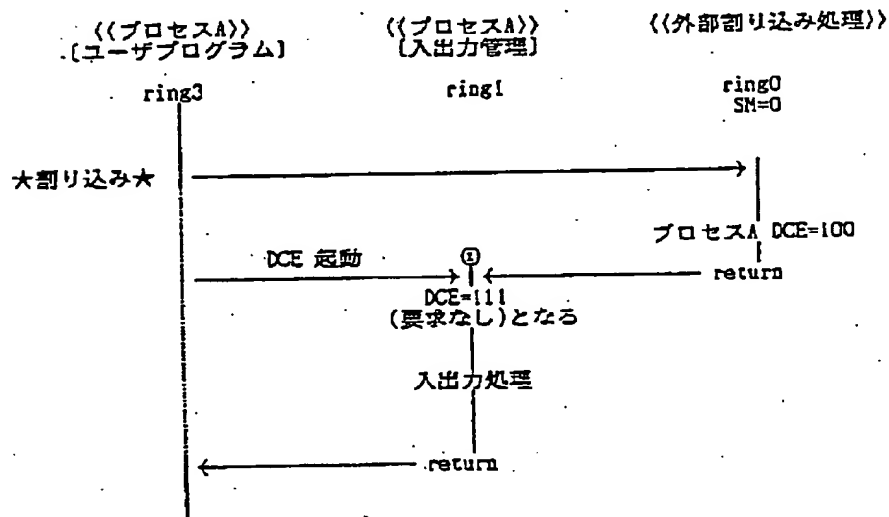 《プロセスA》
[ユーザプログラム]
ring3
《プロセスA》
[入出力管理]
ring1
《外部割り込み処理》
ring0
SM=0
★割り込み★
プロセスA DCE=100
DCE 起動
return
DCE=111
(要求なし)となる
入出力処理
return